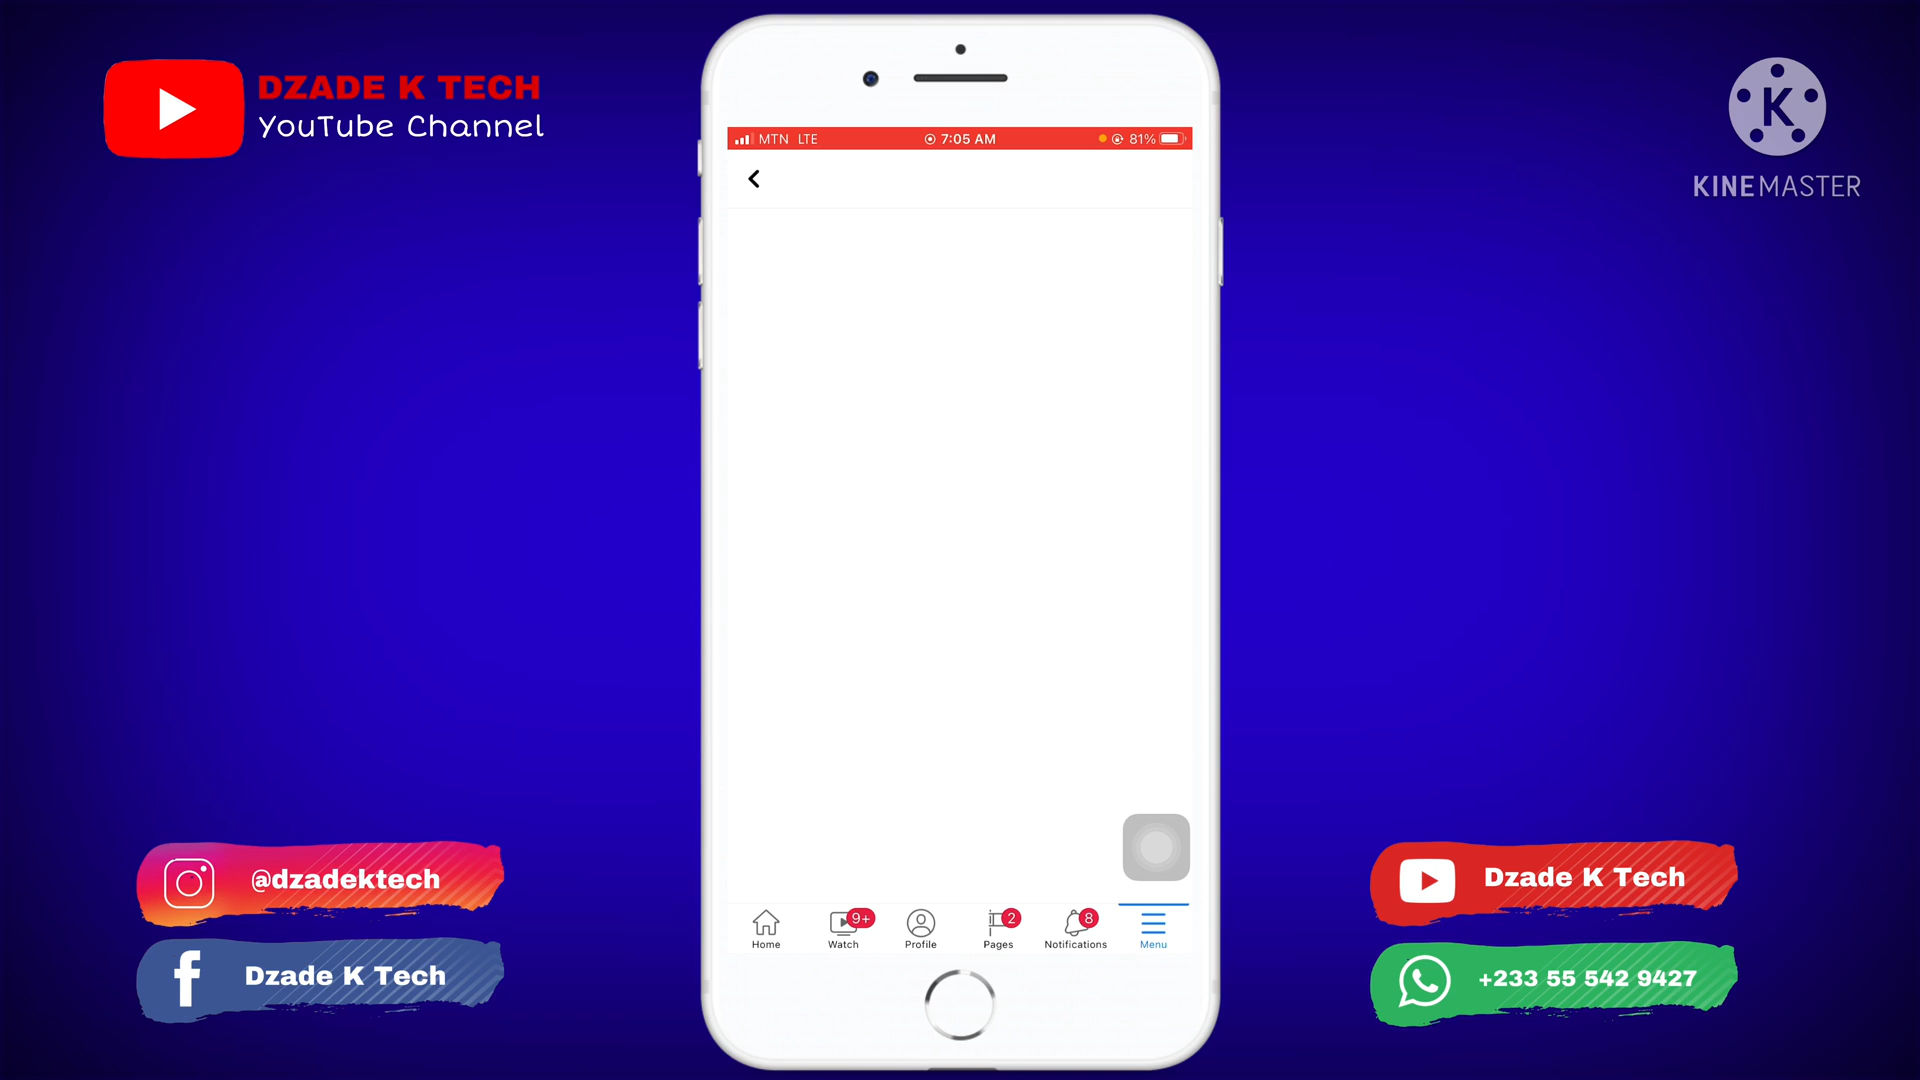 DZADE K TECH
YouTube Channel
K
KINEMASTER
MTN LTE
7:05 AM
81%
9+
2
8
Home
Watch
Profile
Pages
Notifications
Menu
@dzadektech
Dzade K Tech
Dzade K Tech
+233 55 542 9427